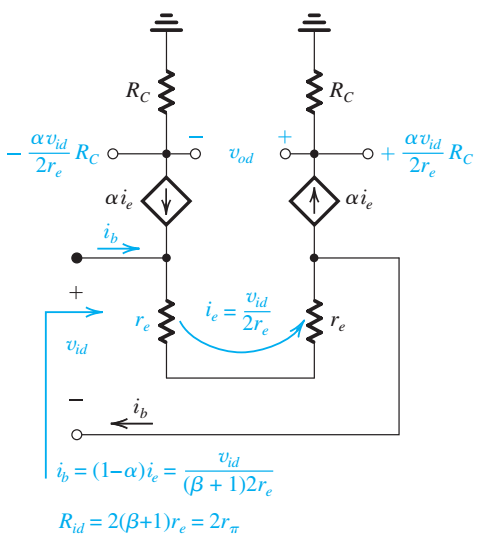 R_C R_C
− αv_id/2r_e R_C − v_od + + αv_id/2r_e R_C
αi_e αi_e
i_b
+
r_e i_e = v_id/2r_e r_e
v_id
−
i_b
i_b = (1−α)i_e = v_id/(β + 1)2r_e
R_id = 2(β+1)r_e = 2r_π